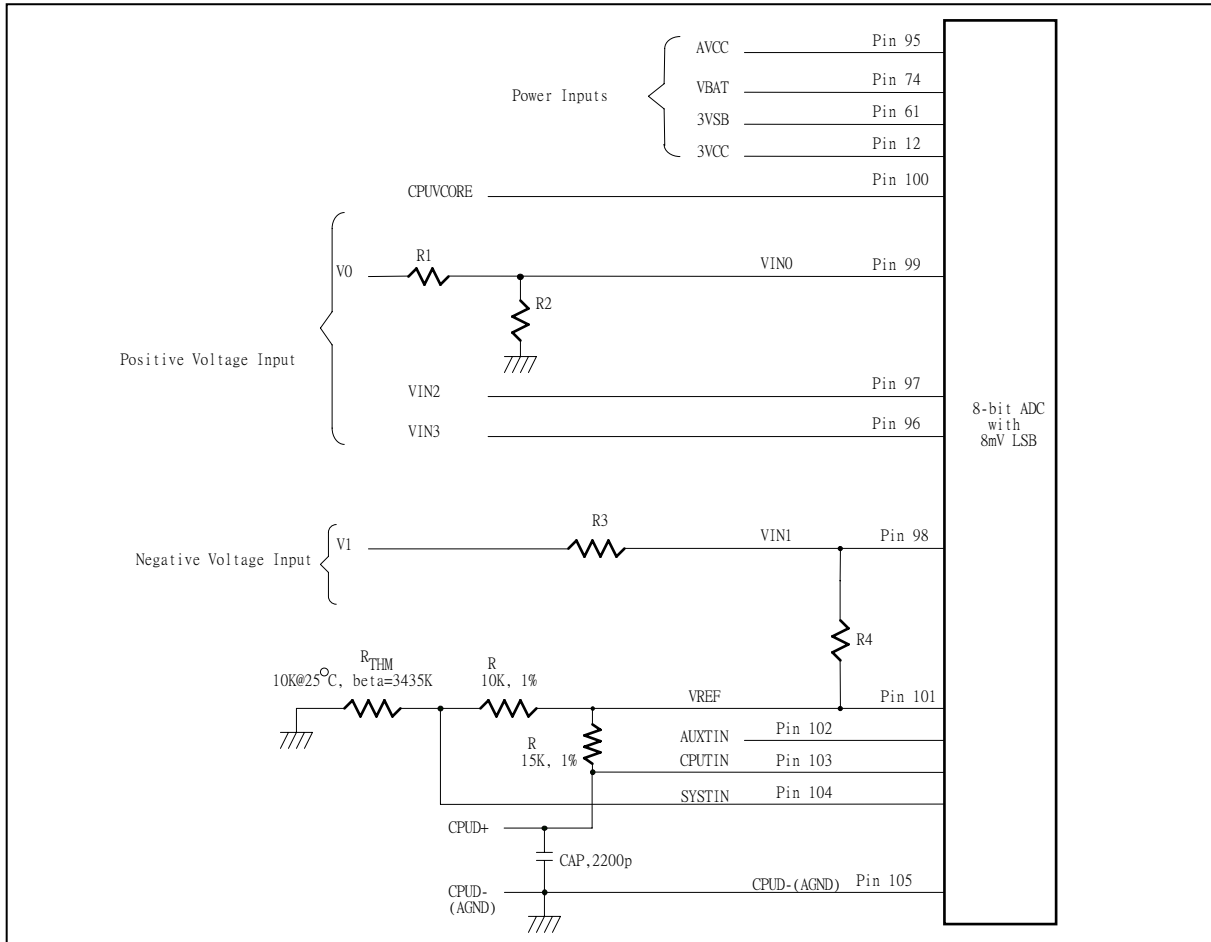 AVCC Pin 95
VBAT Pin 74
Power Inputs
3VSB Pin 61
3VCC Pin 12
Pin 100
CPUVCORE
R1
V0 VIN0 Pin 99
R2
Positive Voltage Input
VIN2 Pin 97
VIN3 Pin 96
8-bit ADC
with
8mV LSB
R3
V1 VIN1 Pin 98
Negative Voltage Input
R4
RTHM
10K@25°C, beta=3435K
R
10K, 1%
VREF Pin 101
R
15K, 1%
AUXTIN Pin 102
CPUTIN Pin 103
SYSTIN Pin 104
CPUD+
CAP,2200p
CPUD-
(AGND)
CPUD-(AGND) Pin 105